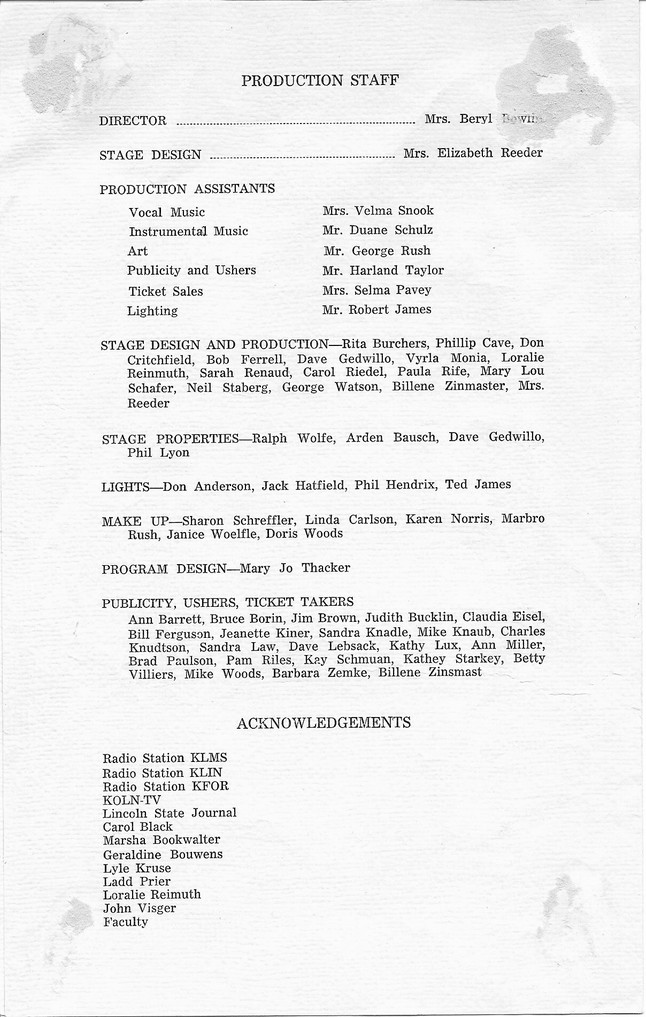 PRODUCTION STAFF
DIRECTOR ........................................ Mrs. Beryl
STAGE DESIGN ........................................ Mrs. Elizabeth Reeder
PRODUCTION ASSISTANTS
Vocal Music Mrs. Velma Snook
Instrumental Music Mr. Duane Schulz
Art Mr. George Rush
Publicity and Ushers Mr. Harland Taylor
Ticket Sales Mrs. Selma Pavey
Lighting Mr. Robert James
STAGE DESIGN AND PRODUCTION—Rita Burchers, Phillip Cave, Don
Critchfield, Bob Ferrell, Dave Gedwillo, Vyrla Monia, Loralie
Reinmuth, Sarah Renaud, Carol Riedel, Paula Rife, Mary Lou
Schafer, Neil Staberg, George Watson, Billene Zinmaster, Mrs.
Reeder
STAGE PROPERTIES—Ralph Wolfe, Arden Bausch, Dave Gedwillo,
Phil Lyon
LIGHTS—Don Anderson, Jack Hatfield, Phil Hendrix, Ted James
MAKE UP—Sharon Schreffler, Linda Carlson, Karen Norris, Marbro
Rush, Janice Woelfle, Doris Woods
PROGRAM DESIGN—Mary Jo Thacker
PUBLICITY, USHERS, TICKET TAKERS
Ann Barrett, Bruce Borin, Jim Brown, Judith Bucklin, Claudia Eisel,
Bill Ferguson, Jeanette Kiner, Sandra Knadle, Mike Knaub, Charles
Knudtson, Sandra Law, Dave Lebsack, Kathy Lux, Ann Miller,
Brad Paulson, Pam Riles, Kay Schmuan, Kathey Starkey, Betty
Villiers, Mike Woods, Barbara Zemke, Billene Zinsmast
ACKNOWLEDGEMENTS
Radio Station KLMS
Radio Station KLIN
Radio Station KFOR
KOLN-TV
Lincoln State Journal
Carol Black
Marsha Bookwalter
Geraldine Bouwens
Lyle Kruse
Ladd Prier
Loralie Reimuth
John Visger
Faculty